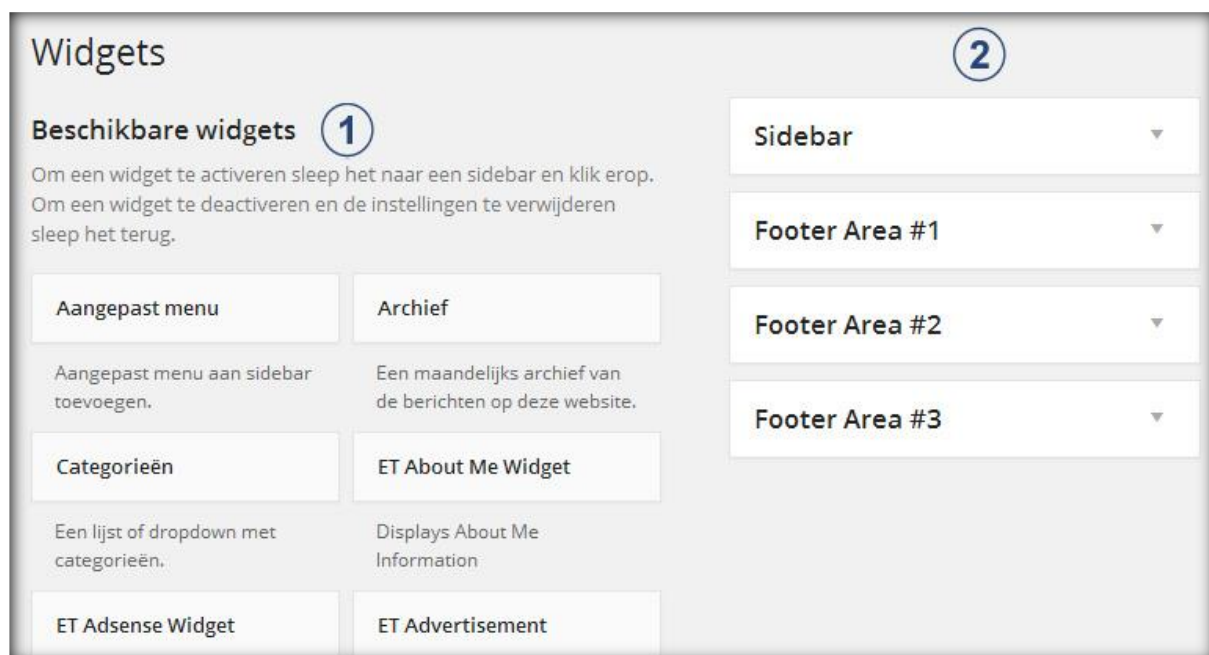 Widgets
Beschikbare widgets 1
Om een widget te activeren sleep het naar een sidebar en klik erop.
Om een widget te deactiveren en de instellingen te verwijderen
sleep het terug.
Aangepast menu
Aangepast menu aan sidebar
toevoegen.
Archief
Een maandelijks archief van
de berichten op deze website.
Categorieën
Een lijst of dropdown met
categorieën.
ET About Me Widget
Displays About Me
Information
ET Adsense Widget
ET Advertisement
2
Sidebar
Footer Area #1
Footer Area #2
Footer Area #3